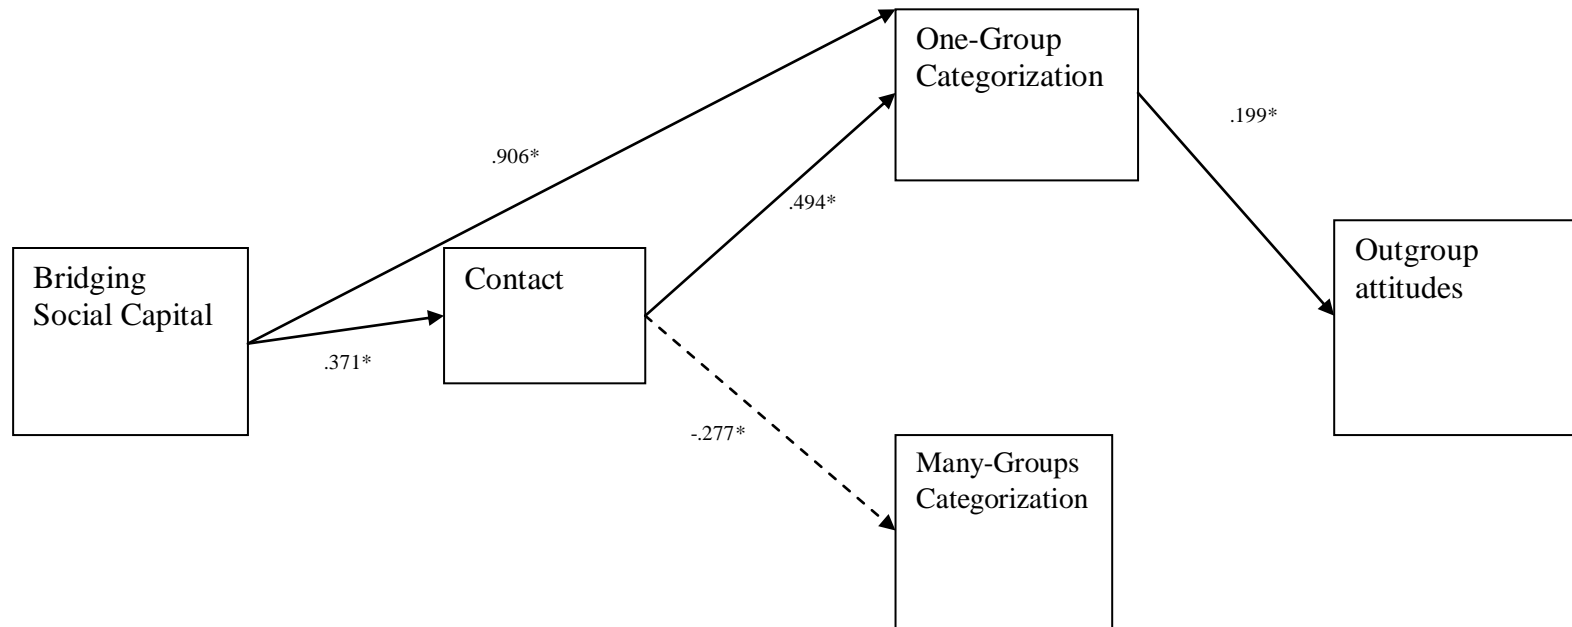 One-Group
Categorization
.199*
.906*
.494*
Bridging
Social Capital
Contact
Outgroup
attitudes
.371*
-.277*
Many-Groups
Categorization